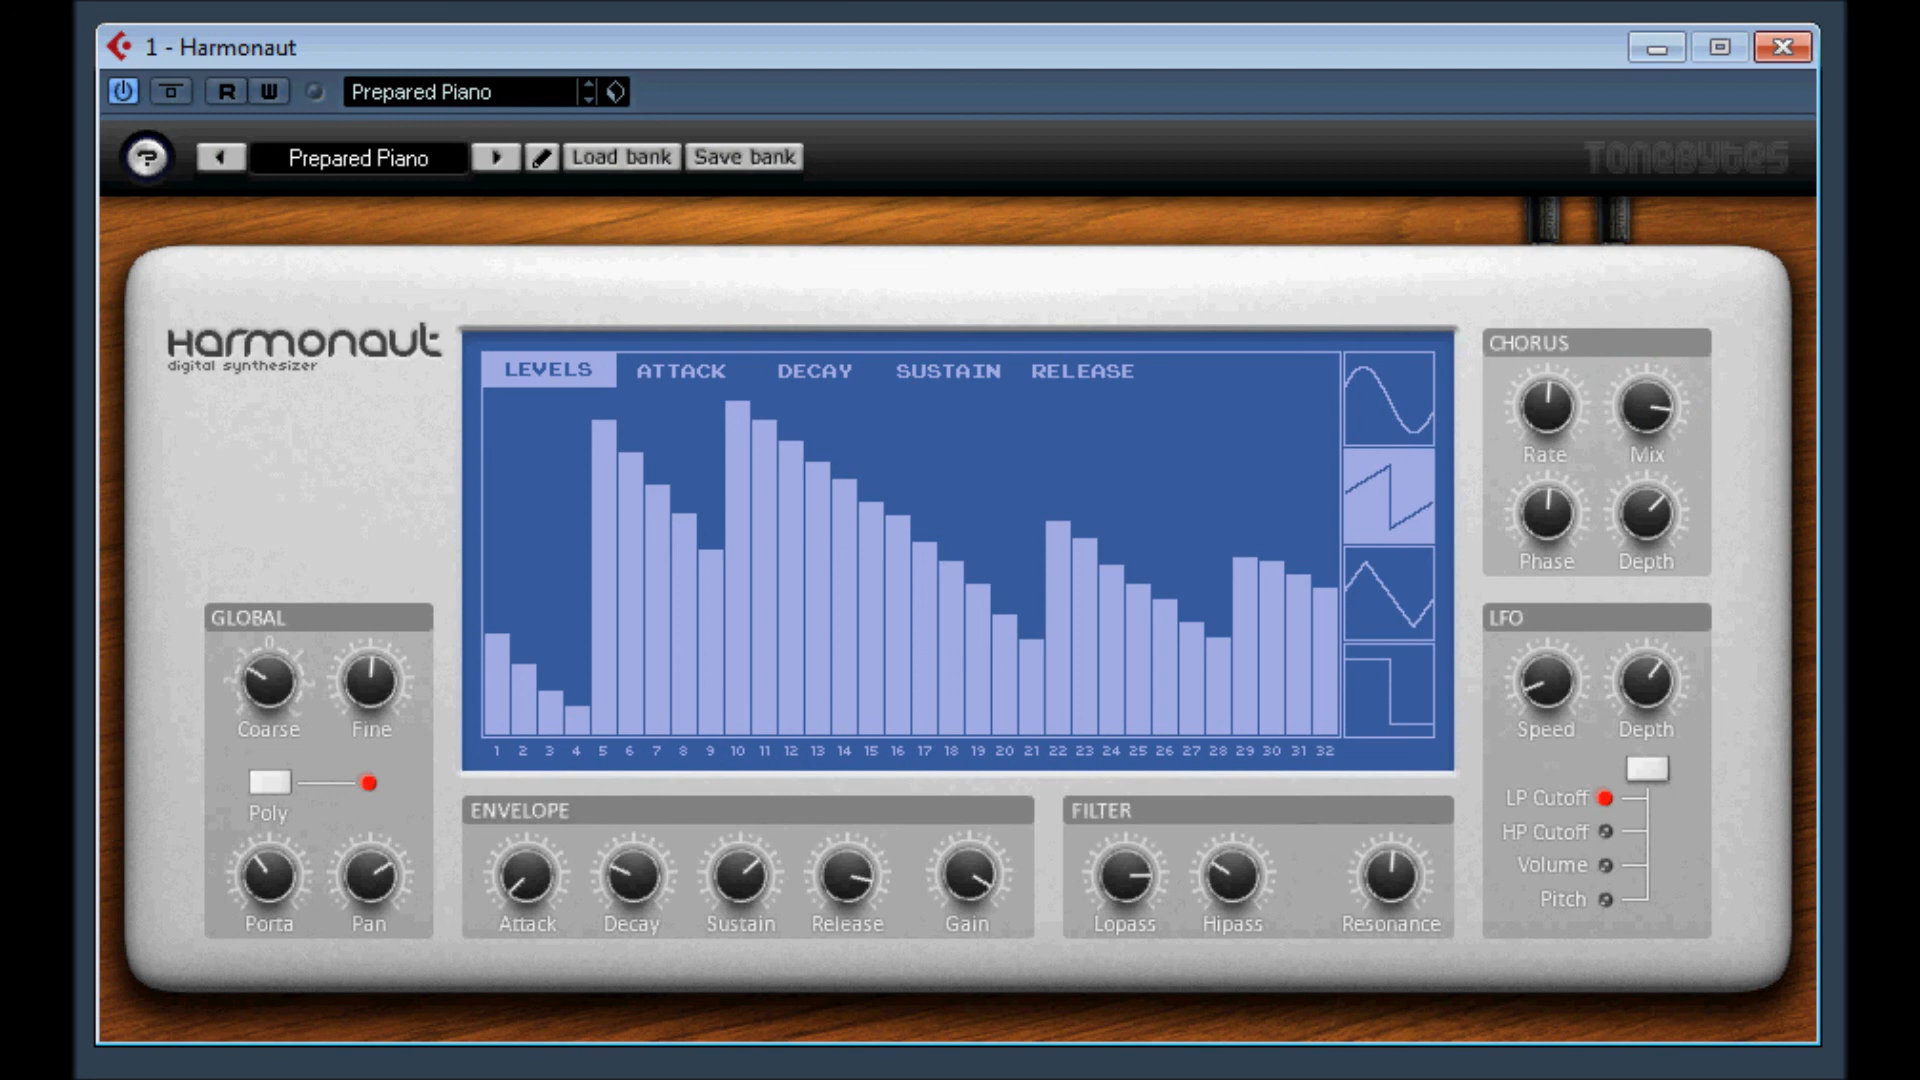 1 - Harmonaut
R W Prepared Piano
? Prepared Piano Load bank Save bank TONEBYTES
Harmonaut
digital synthesizer
LEVELS ATTACK DECAY SUSTAIN RELEASE
1 2 3 4 5 6 7 8 9 10 11 12 13 14 15 16 17 18 19 20 21 22 23 24 25 26 27 28 29 30 31 32
CHORUS
Rate Mix
Phase Depth
GLOBAL
0
Coarse Fine
Poly
Porta Pan
ENVELOPE
Attack Decay Sustain Release Gain
FILTER
Lopass Hipass Resonance
LFO
Speed Depth
LP Cutoff
HP Cutoff
Volume
Pitch